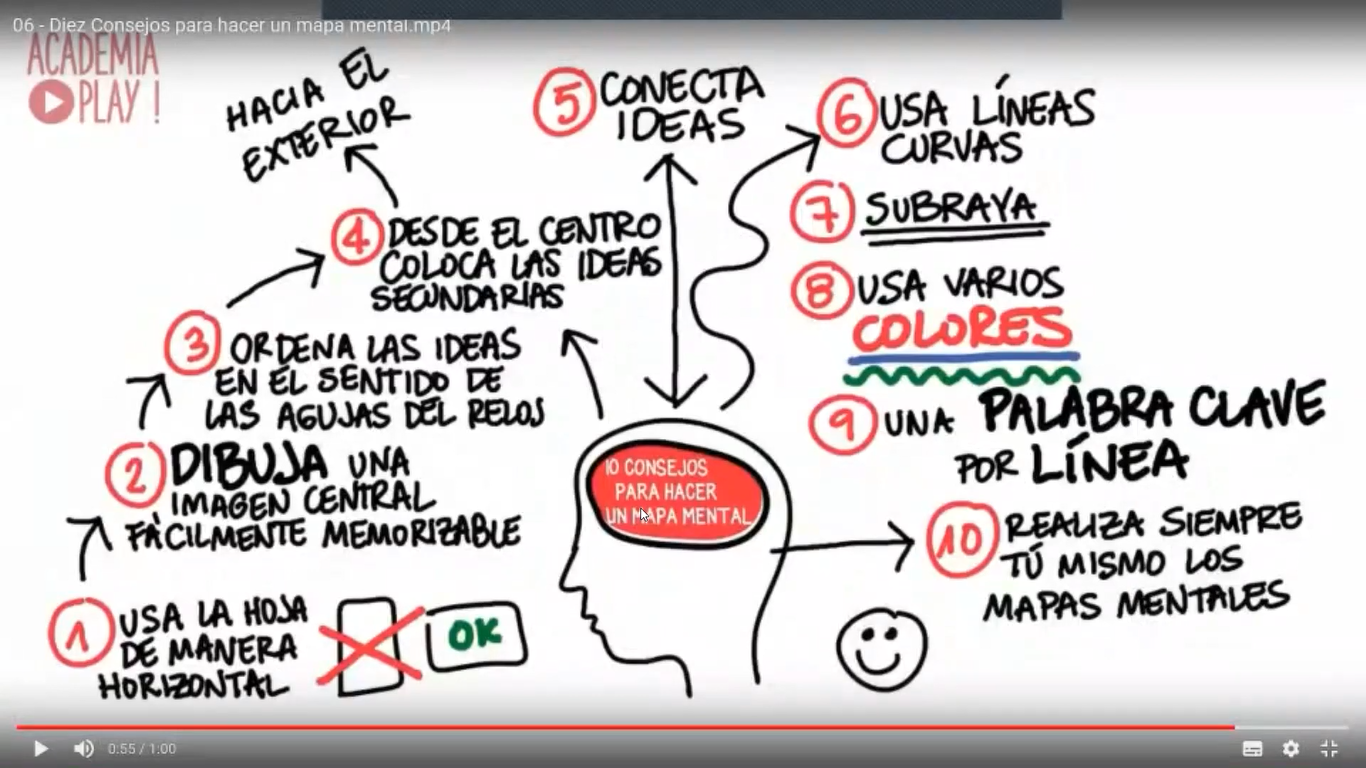 06 - Diez Consejos para hacer un mapa mental.mp4
ACADEMIA
PLAY!
HACIA EL
EXTERIOR
5 CONECTA
IDEAS
6 USA LÍNEAS
CURVAS
7 SUBRAYA
4 DESDE EL CENTRO
COLOCA LAS IDEAS
SECUNDARIAS
8 USA VARIOS
COLORES
3 ORDENA LAS IDEAS
EN EL SENTIDO DE
LAS AGUJAS DEL RELOJ
9 UNA PALABRA CLAVE
POR LÍNEA
2 DIBUJA UNA
IMAGEN CENTRAL
FÁCILMENTE MEMORIZABLE
10 CONSEJOS
PARA HACER
UN MAPA MENTAL
10 REALIZA SIEMPRE
TÚ MISMO LOS
MAPAS MENTALES
1 USA LA HOJA
DE MANERA
HORIZONTAL
OK
0:55 / 1:00